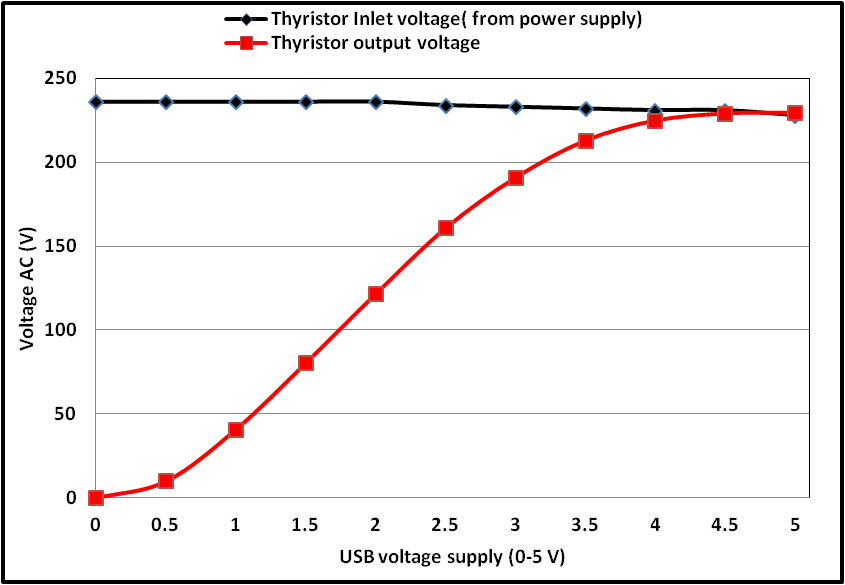 Thyristor Inlet voltage( from power supply)
Thyristor output voltage
Voltage AC (V)
250
200
150
100
50
0
0 0.5 1 1.5 2 2.5 3 3.5 4 4.5 5
USB voltage supply (0-5 V)